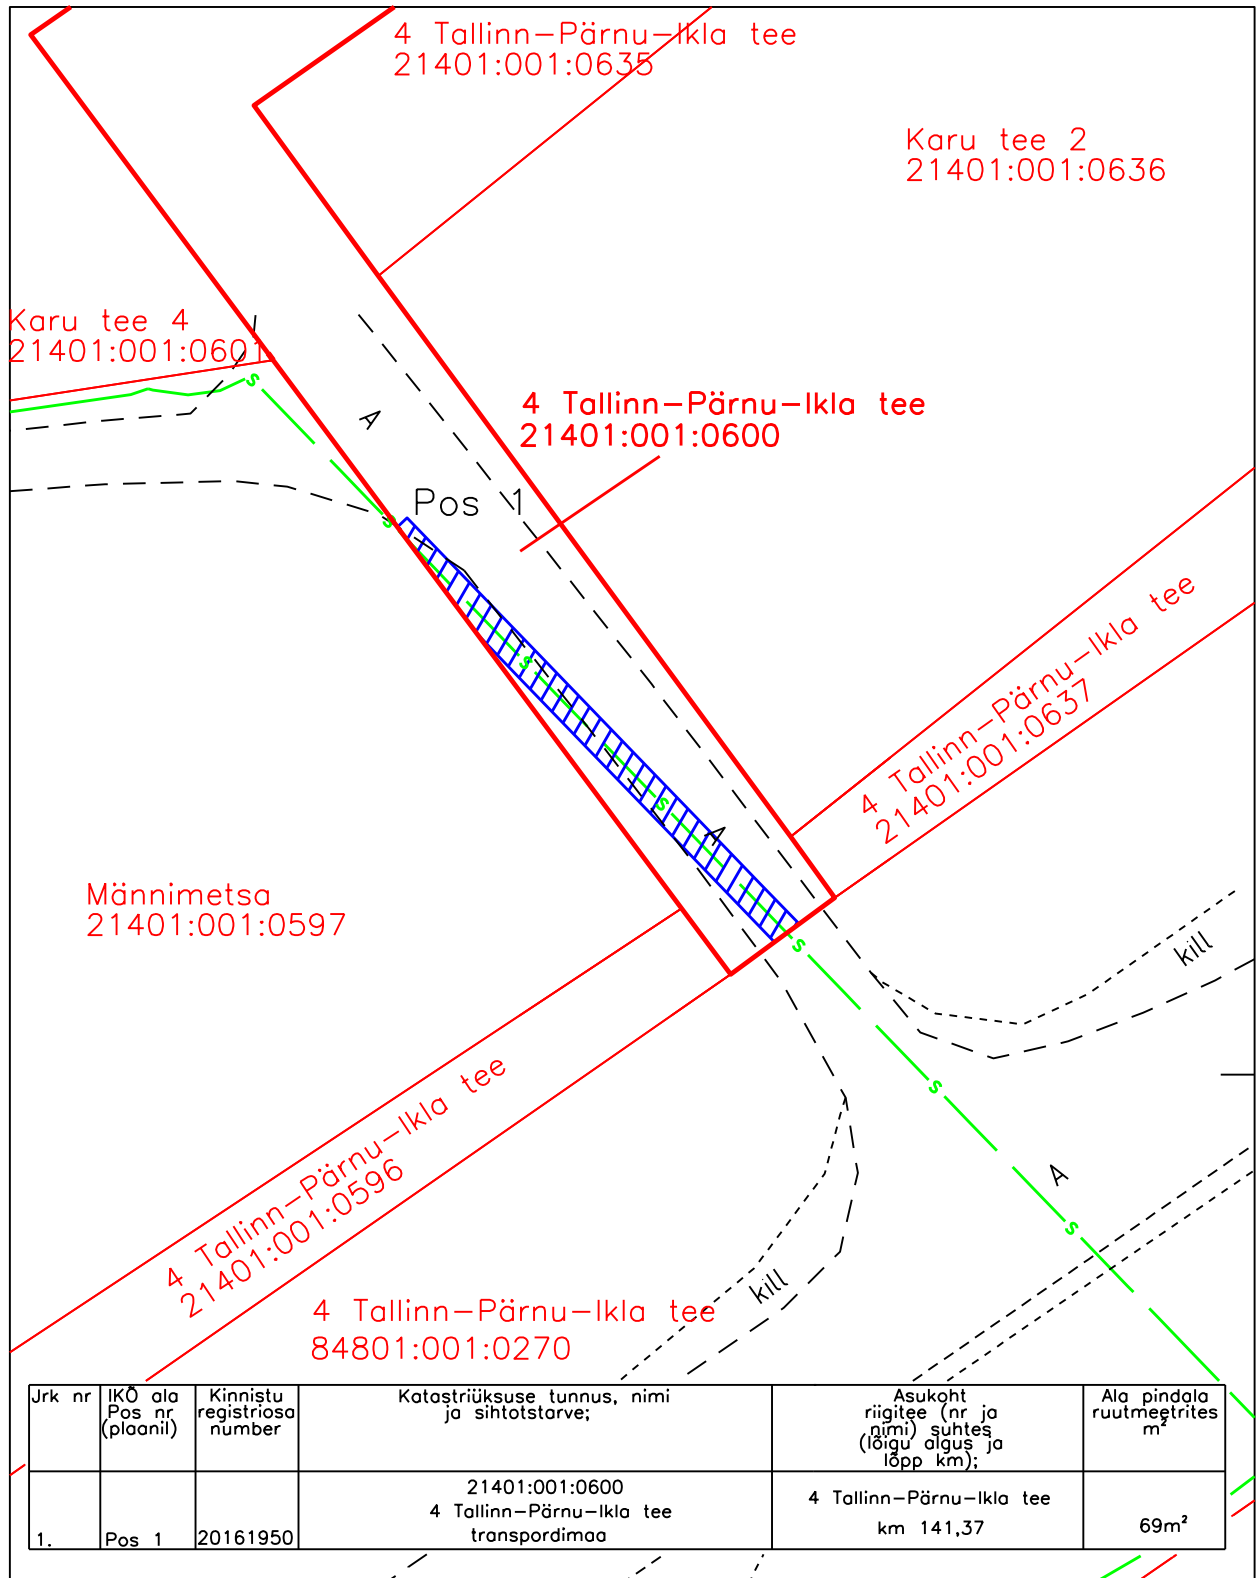 4 Tallinn-Pärnu-Ikla tee
21401:001:0635
Karu tee 2
21401:001:0636
Karu tee 4
21401:001:0601
A
4 Tallinn-Pärnu-Ikla tee
21401:001:0600
Pos 1
s
s
4 Tallinn-Pärnu-Ikla tee
21401:001:0637
s
s
A
Männimetsa
21401:001:0597
s
kill
4 Tallinn-Pärnu-Ikla tee
21401:001:0596
s
A
s
kill
4 Tallinn-Pärnu-Ikla tee
84801:001:0270
Jrk nr
IKÕ ala
Pos nr
(plaanil)
Kinnistu
registriosa
number
Katastriüksuse tunnus, nimi
ja sihtotstarve;
Asukoht
riigitee (nr ja
nimi) suhtes
(lõigu algus ja
lõpp km);
Ala pindala
ruutmeetrites
m²
1.
Pos 1
20161950
21401:001:0600
4 Tallinn-Pärnu-Ikla tee
transpordimaa
4 Tallinn-Pärnu-Ikla tee
km 141,37
69m²